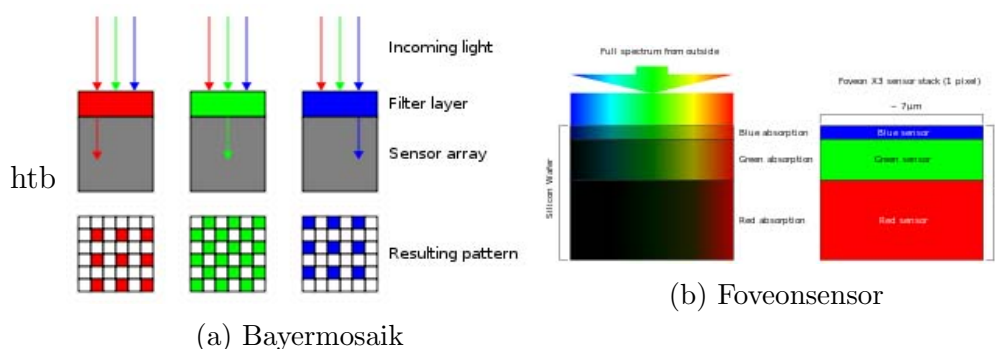 htb
Incoming light
Filter layer
Sensor array
Resulting pattern
(a) Bayermosaik
Full spectrum from outside
Foveon X3 sensor stack (1 pixel)
~ 7µm
Blue absorption
Green absorption
Red absorption
Silicon Wafer
Blue sensor
Green sensor
Red sensor
(b) Foveonsensor